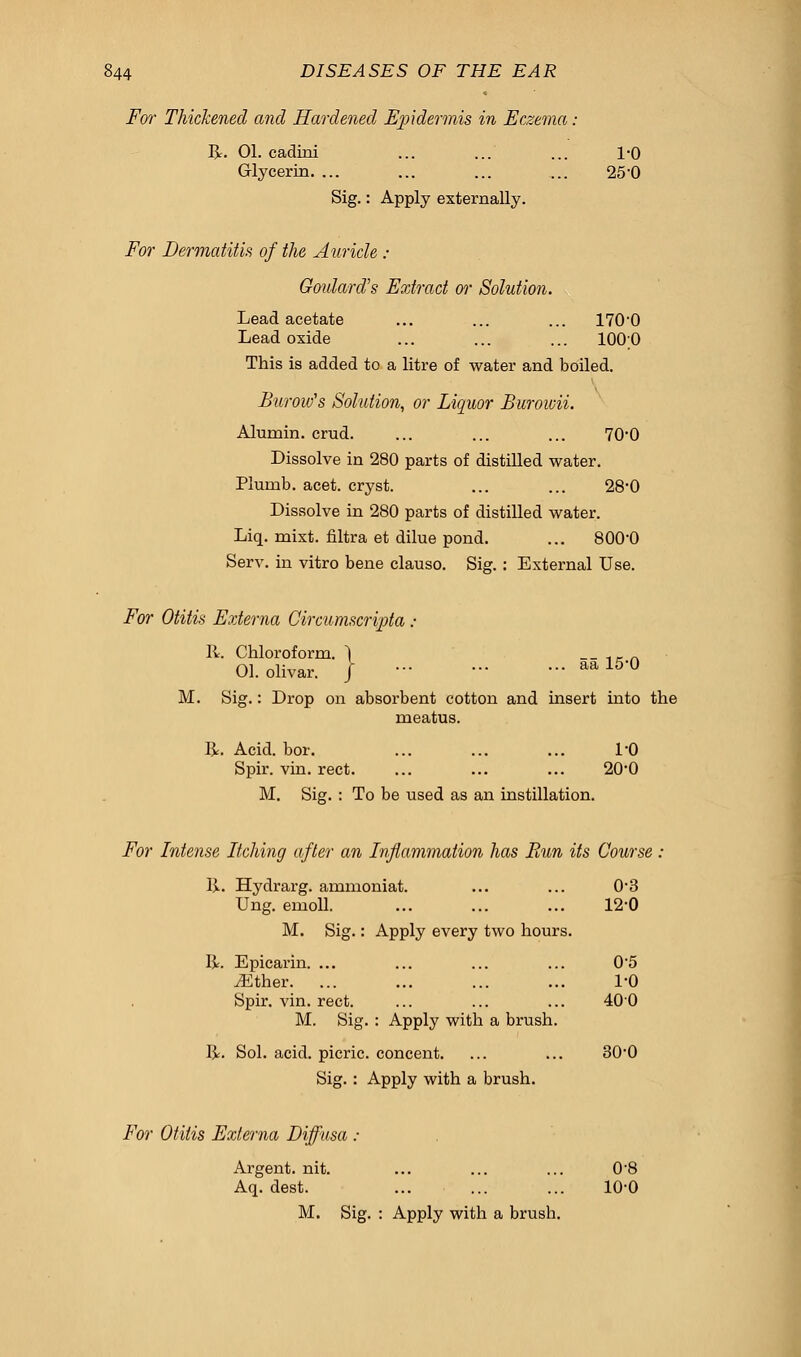 844 DISEASES OF THE EAR
For Thickened and Hardened Epidermis in Eczema :
℞. Ol. cadini ... ... ... 1·0
Glycerin. ... ... ... ... 25·0
Sig. : Apply externally.
For Dermatitis of the Auricle :
Goulard's Extract or Solution.
Lead acetate ... ... ... 170·0
Lead oxide ... ... ... 100·0
This is added to a litre of water and boiled.
Burow's Solution, or Liquor Burowii.
Alumin. crud. ... ... ... 70·0
Dissolve in 280 parts of distilled water.
Plumb. acet. cryst. ... ... 28·0
Dissolve in 280 parts of distilled water.
Liq. mixt. filtra et dilue pond. ... 800·0
Serv. in vitro bene clauso. Sig. : External Use.
For Otitis Externa Circumscripta :
℞. Chloroform. }
Ol. olivar. } ... ... ... āā 15·0
M. Sig. : Drop on absorbent cotton and insert into the
meatus.
℞. Acid. bor. ... ... ... 1·0
Spir. vin. rect. ... ... ... 20·0
M. Sig. : To be used as an instillation.
For Intense Itching after an Inflammation has Run its Course :
℞. Hydrarg. ammoniat. ... ... 0·3
Ung. emoll. ... ... ... 12·0
M. Sig. : Apply every two hours.
℞. Epicarin. ... ... ... ... 0·5
Æther. ... ... ... ... 1·0
Spir. vin. rect. ... ... ... 40·0
M. Sig. : Apply with a brush.
℞. Sol. acid. picric. concent. ... ... 30·0
Sig. : Apply with a brush.
For Otitis Externa Diffusa :
Argent. nit. ... ... ... 0·8
Aq. dest. ... ... ... 10·0
M. Sig. : Apply with a brush.